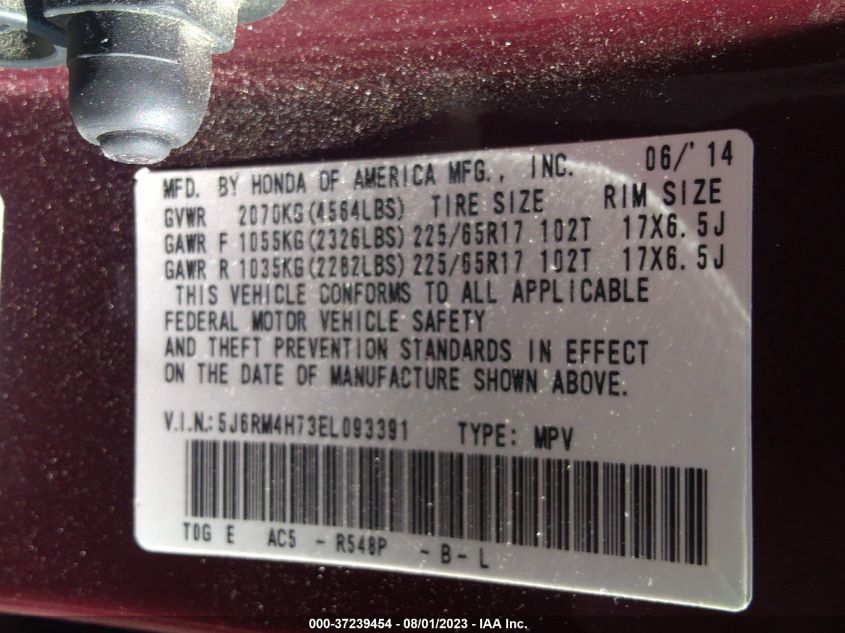 MFD. BY HONDA OF AMERICA MFG., INC. 06/'14
GVWR 2070KG(4564LBS) TIRE SIZE RIM SIZE
GAWR F 1055KG(2326LBS) 225/65R17 102T 17X6.5J
GAWR R 1035KG(2282LBS) 225/65R17 102T 17X6.5J
THIS VEHICLE CONFORMS TO ALL APPLICABLE
FEDERAL MOTOR VEHICLE SAFETY
AND THEFT PREVENTION STANDARDS IN EFFECT
ON THE DATE OF MANUFACTURE SHOWN ABOVE.
V.I.N.: 5J6RM4H73EL093391 TYPE: MPV
T0G E AC5 - R548P - B - L
000-37239454 - 08/01/2023 - IAA Inc.